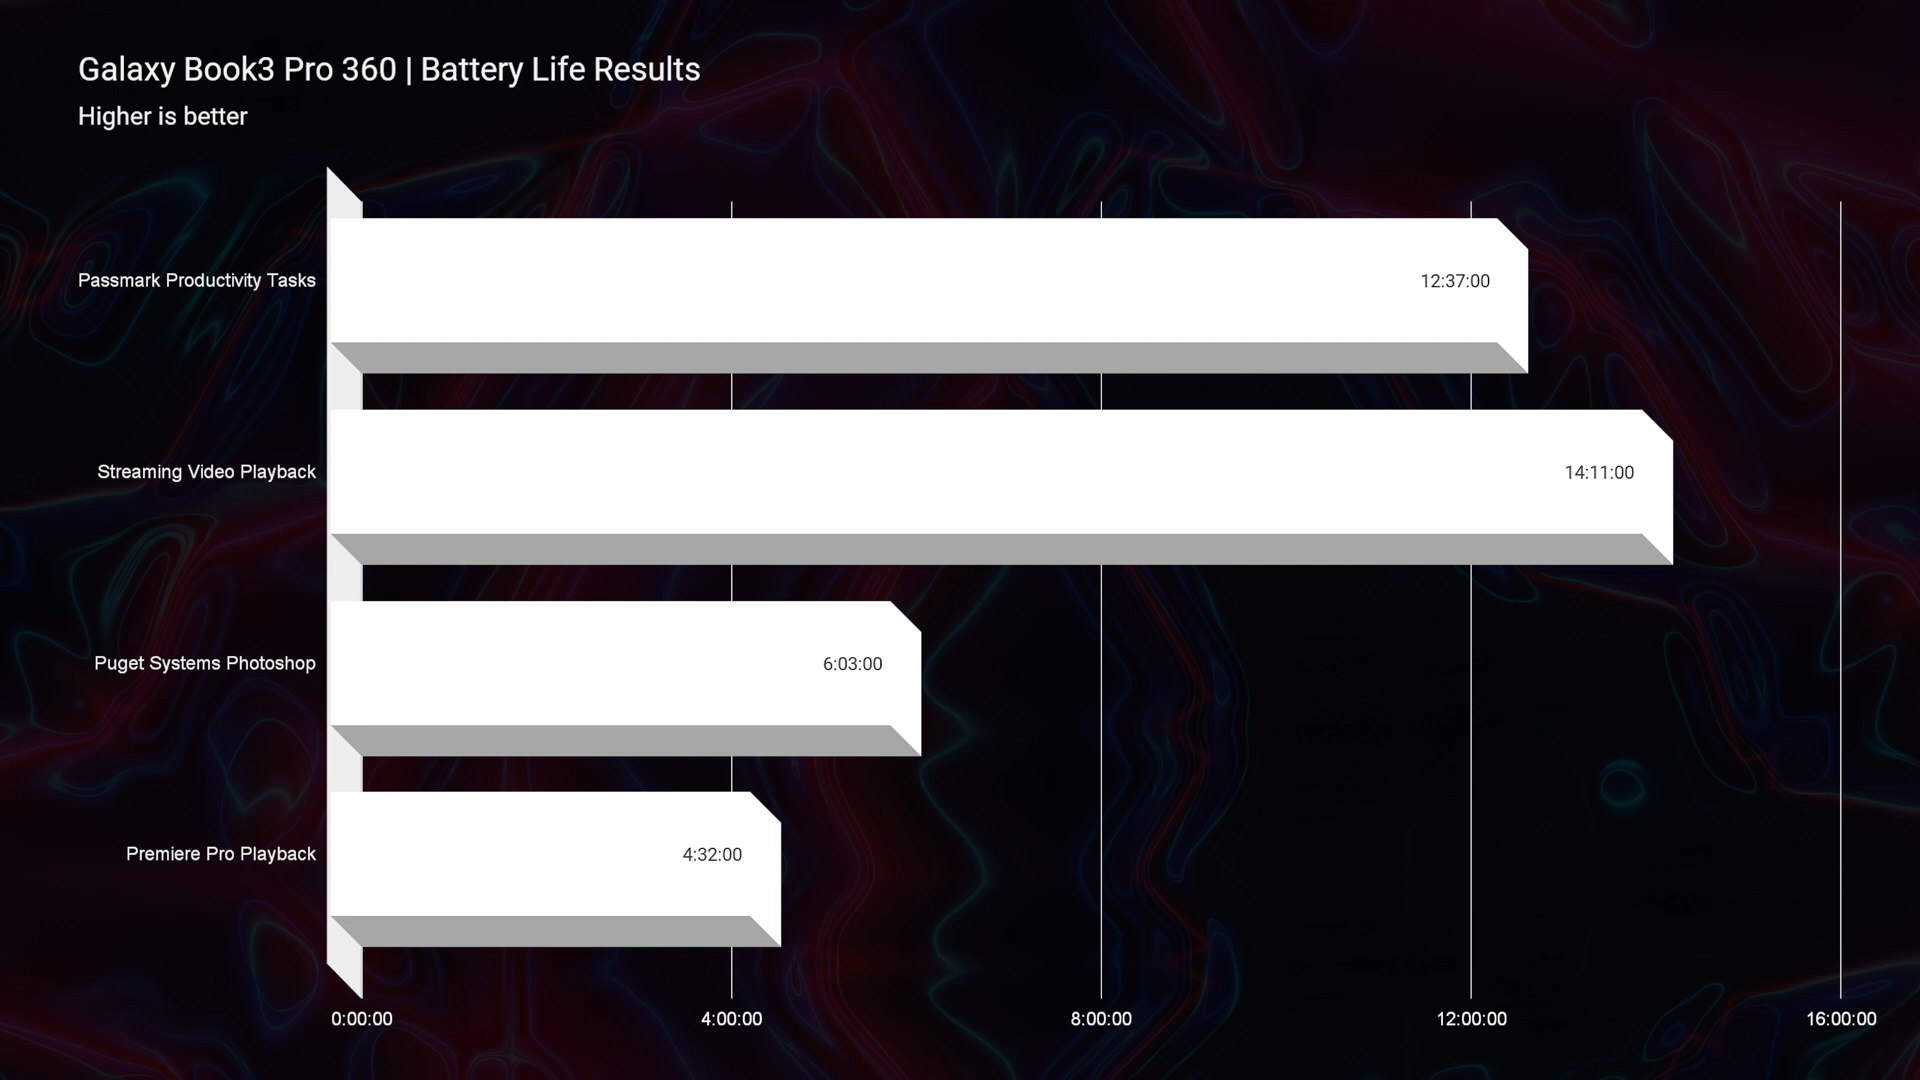 Galaxy Book3 Pro 360 | Battery Life Results
Higher is better
Passmark Productivity Tasks
12:37:00
Streaming Video Playback
14:11:00
Puget Systems Photoshop
6:03:00
Premiere Pro Playback
4:32:00
0:00:00 4:00:00 8:00:00 12:00:00 16:00:00